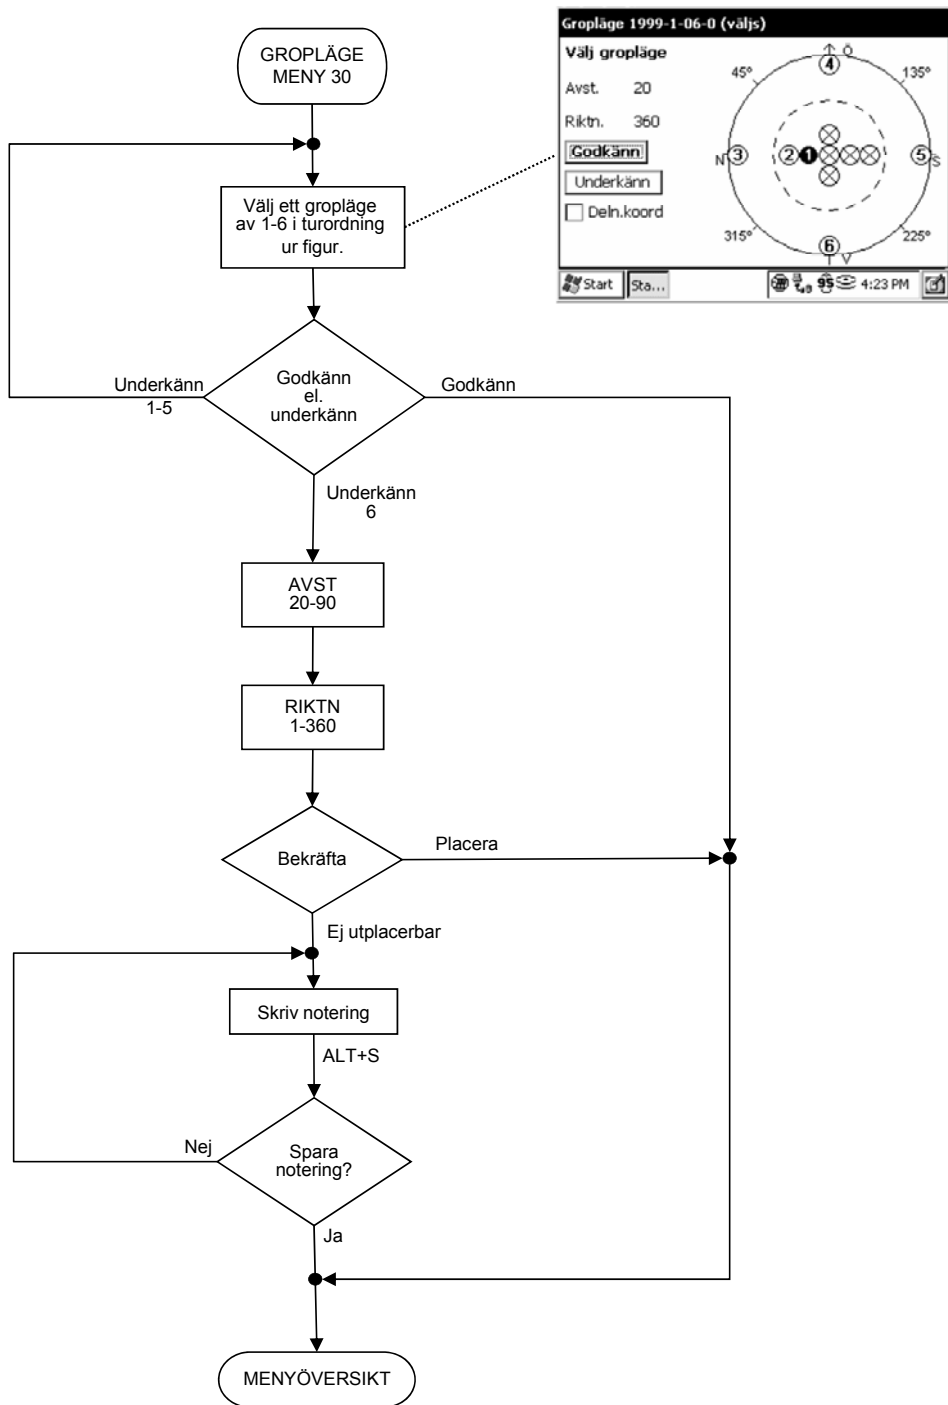 GROPLÄGE
MENY 30
Välj ett gropläge
av 1-6 i turordning
ur figur.
Gropläge 1999-1-06-0 (väljs)
Välj gropläge
Avst. 20
Riktn. 360
Godkänn
Underkänn
Deln.koord
Ö
4
45°
135°
N
3
2
1
5
S
315°
225°
6
V
Start
Sta...
95
4:23 PM
Godkänn
el.
underkänn
Underkänn
1-5
Godkänn
Underkänn
6
AVST
20-90
RIKTN
1-360
Bekräfta
Placera
Ej utplacerbar
Skriv notering
ALT+S
Spara
notering?
Nej
Ja
MENYÖVERSIKT